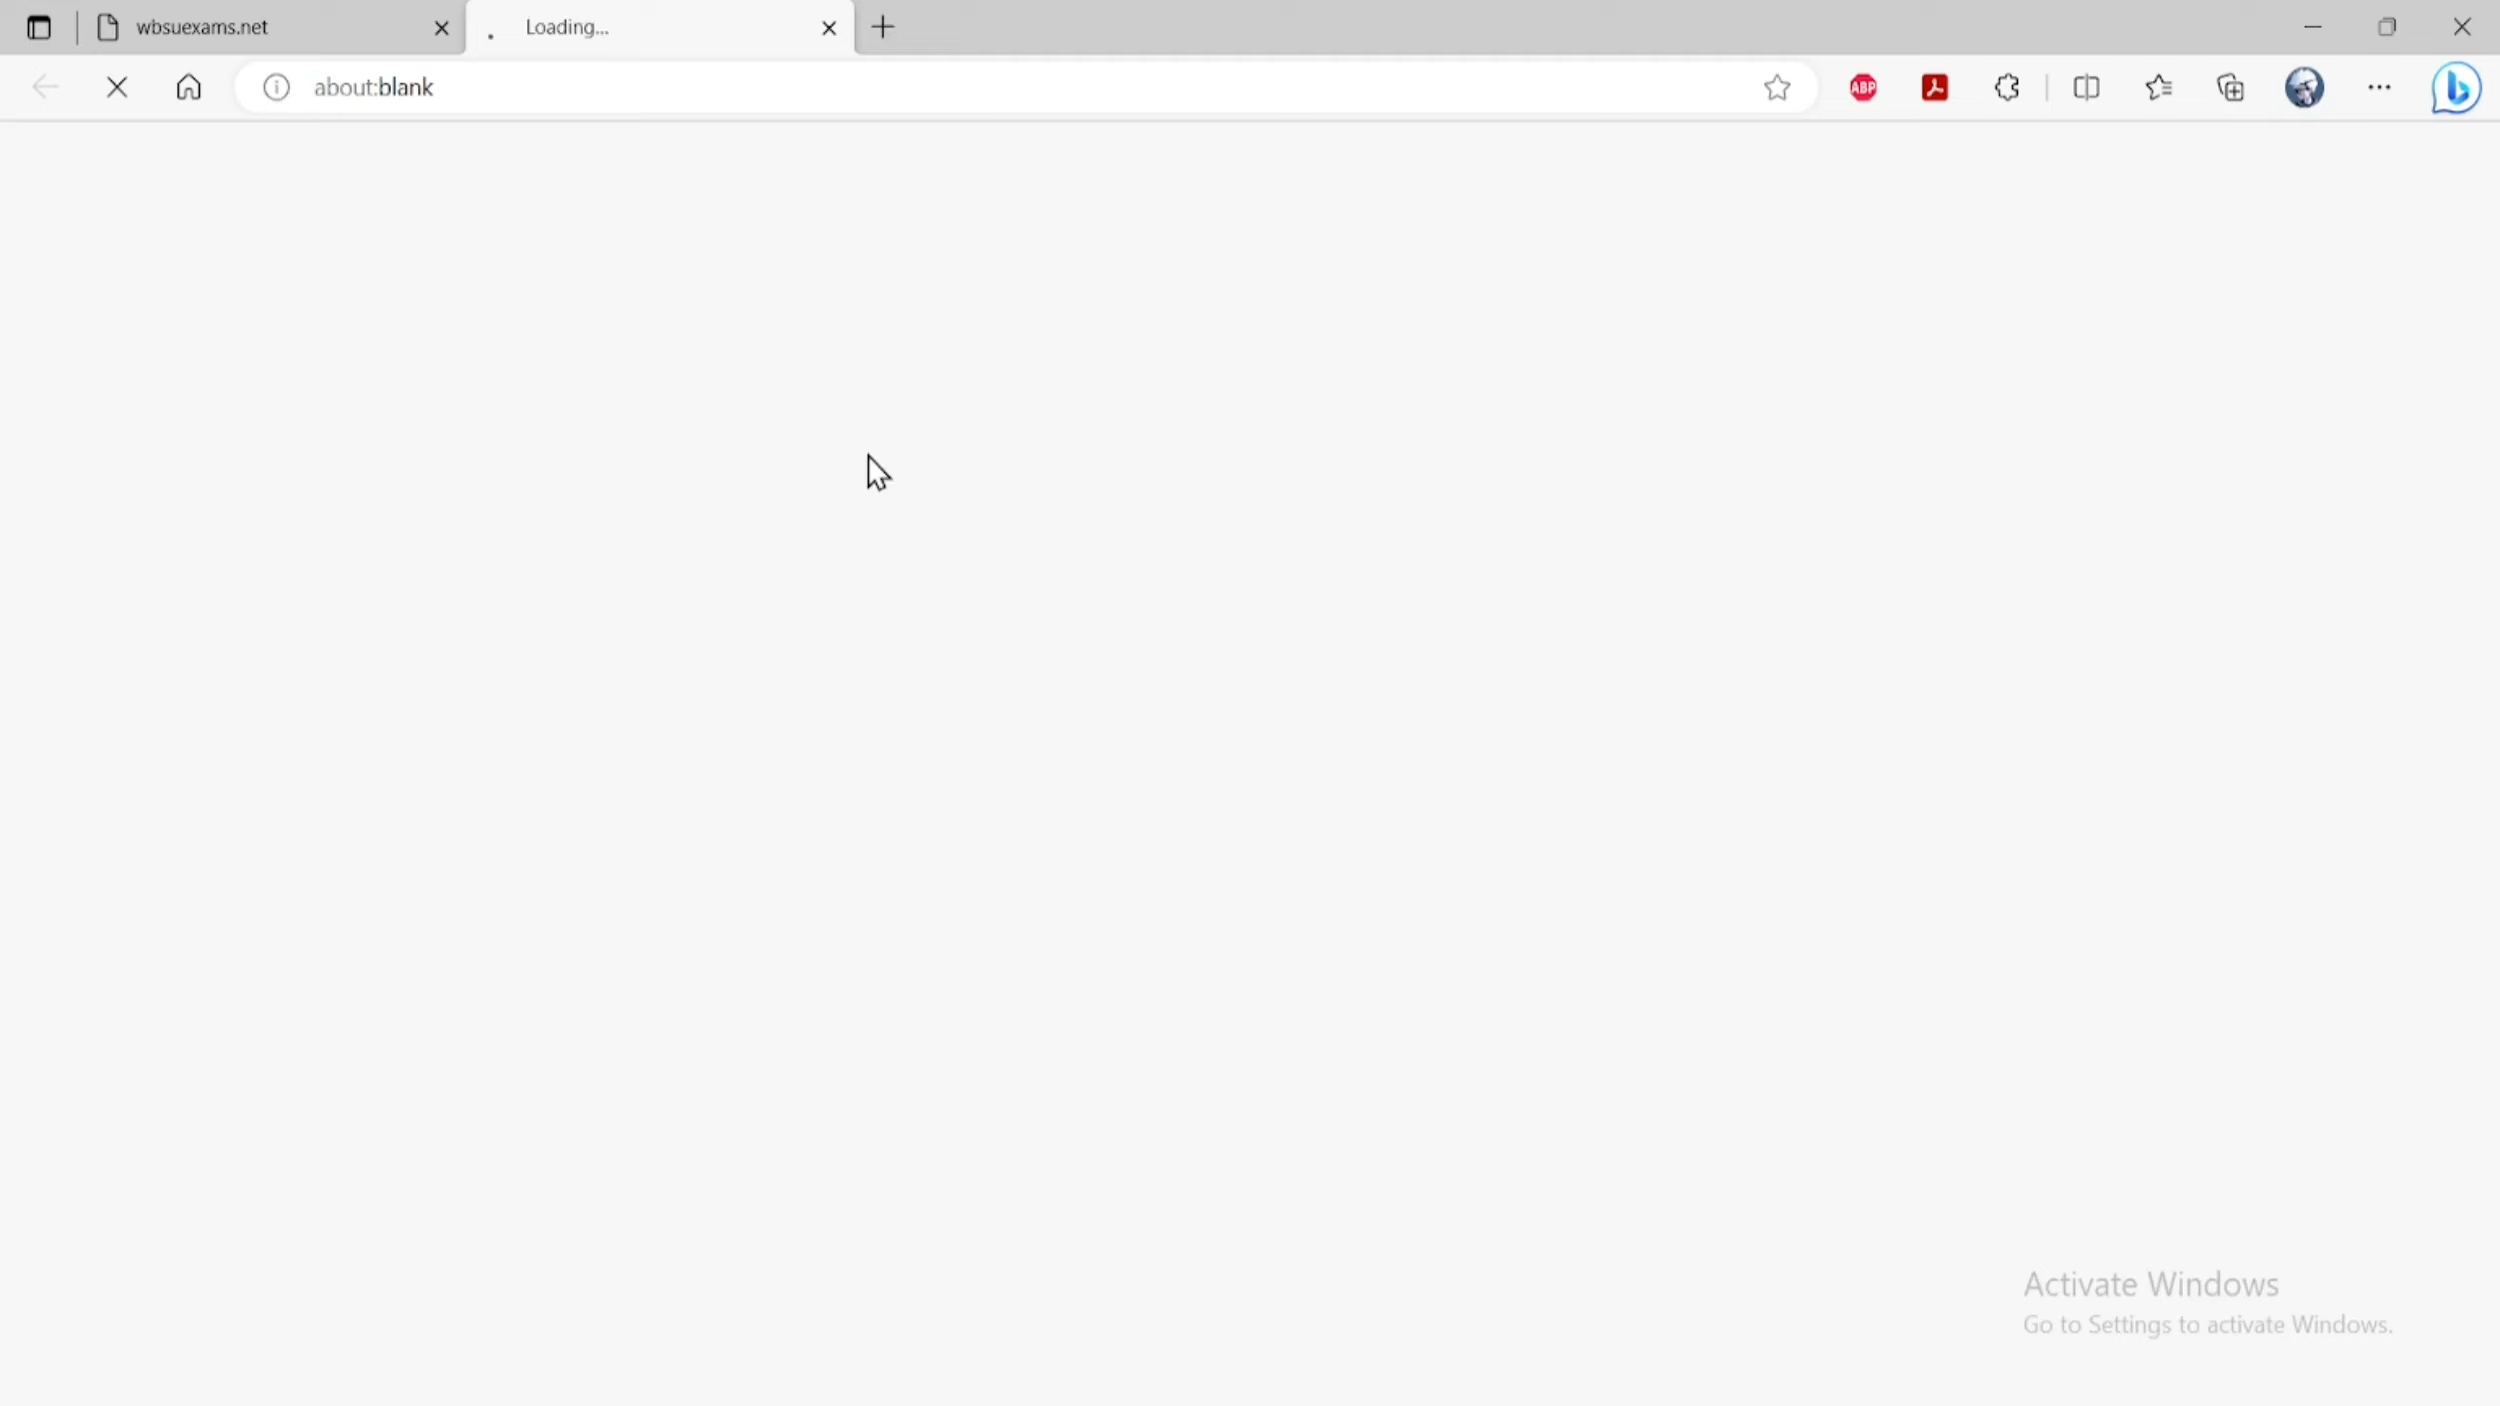 wbsuexams.net
Loading...
about:blank
ABP
Activate Windows
Go to Settings to activate Windows.